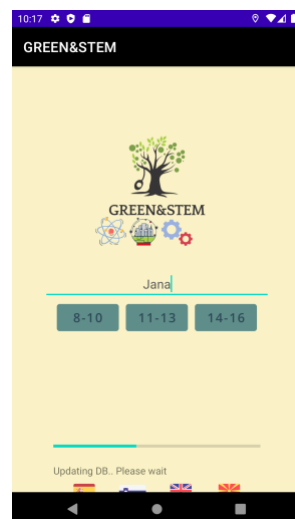 10:17
GREEN&STEM
GREEN&STEM
Jana
8-10 11-13 14-16
Updating DB.. Please wait